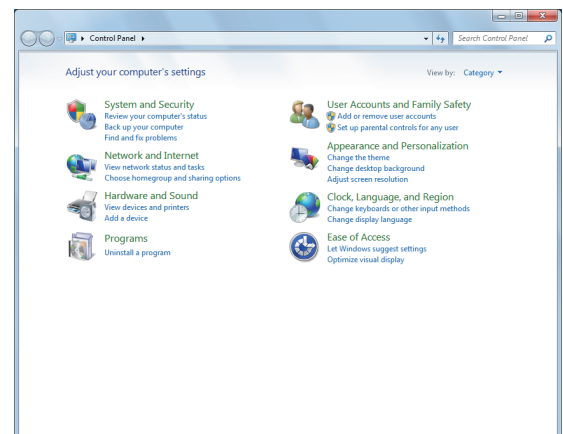 Control Panel
Search Control Panel
Adjust your computer's settings
View by: Category
System and Security
Review your computer's status
Back up your computer
Find and fix problems
Network and Internet
View network status and tasks
Choose homegroup and sharing options
Hardware and Sound
View devices and printers
Add a device
Programs
Uninstall a program
User Accounts and Family Safety
Add or remove user accounts
Set up parental controls for any user
Appearance and Personalization
Change the theme
Change desktop background
Adjust screen resolution
Clock, Language, and Region
Change keyboards or other input methods
Change display language
Ease of Access
Let Windows suggest settings
Optimize visual display